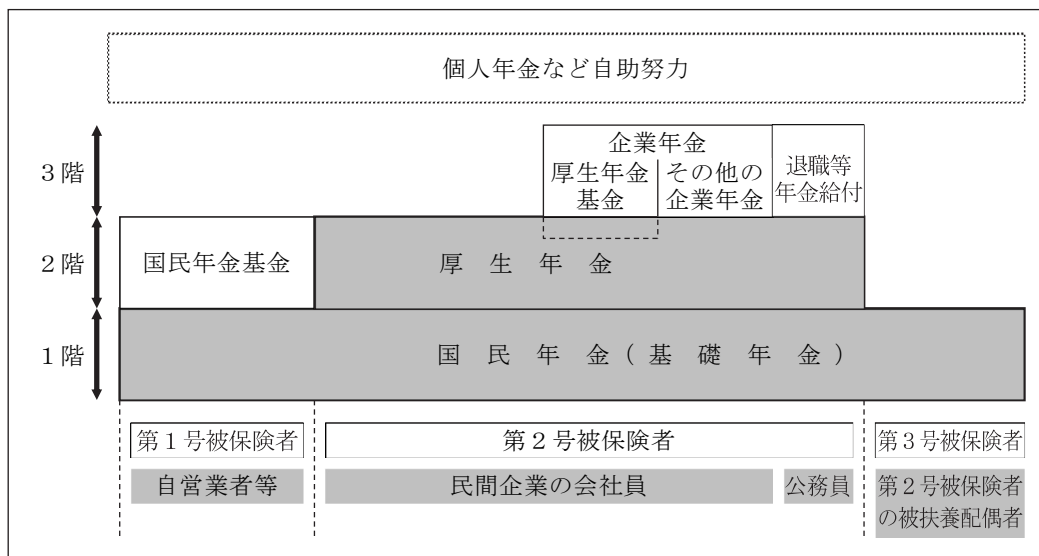 個人年金など自助努力
3階
企業年金
厚生年金
基金
その他の
企業年金
退職等
年金給付
2階
国民年金基金
厚生年金
1階
国民年金(基礎年金)
第1号被保険者
第2号被保険者
第3号被保険者
自営業者等
民間企業の会社員
公務員
第2号被保険者
の被扶養配偶者